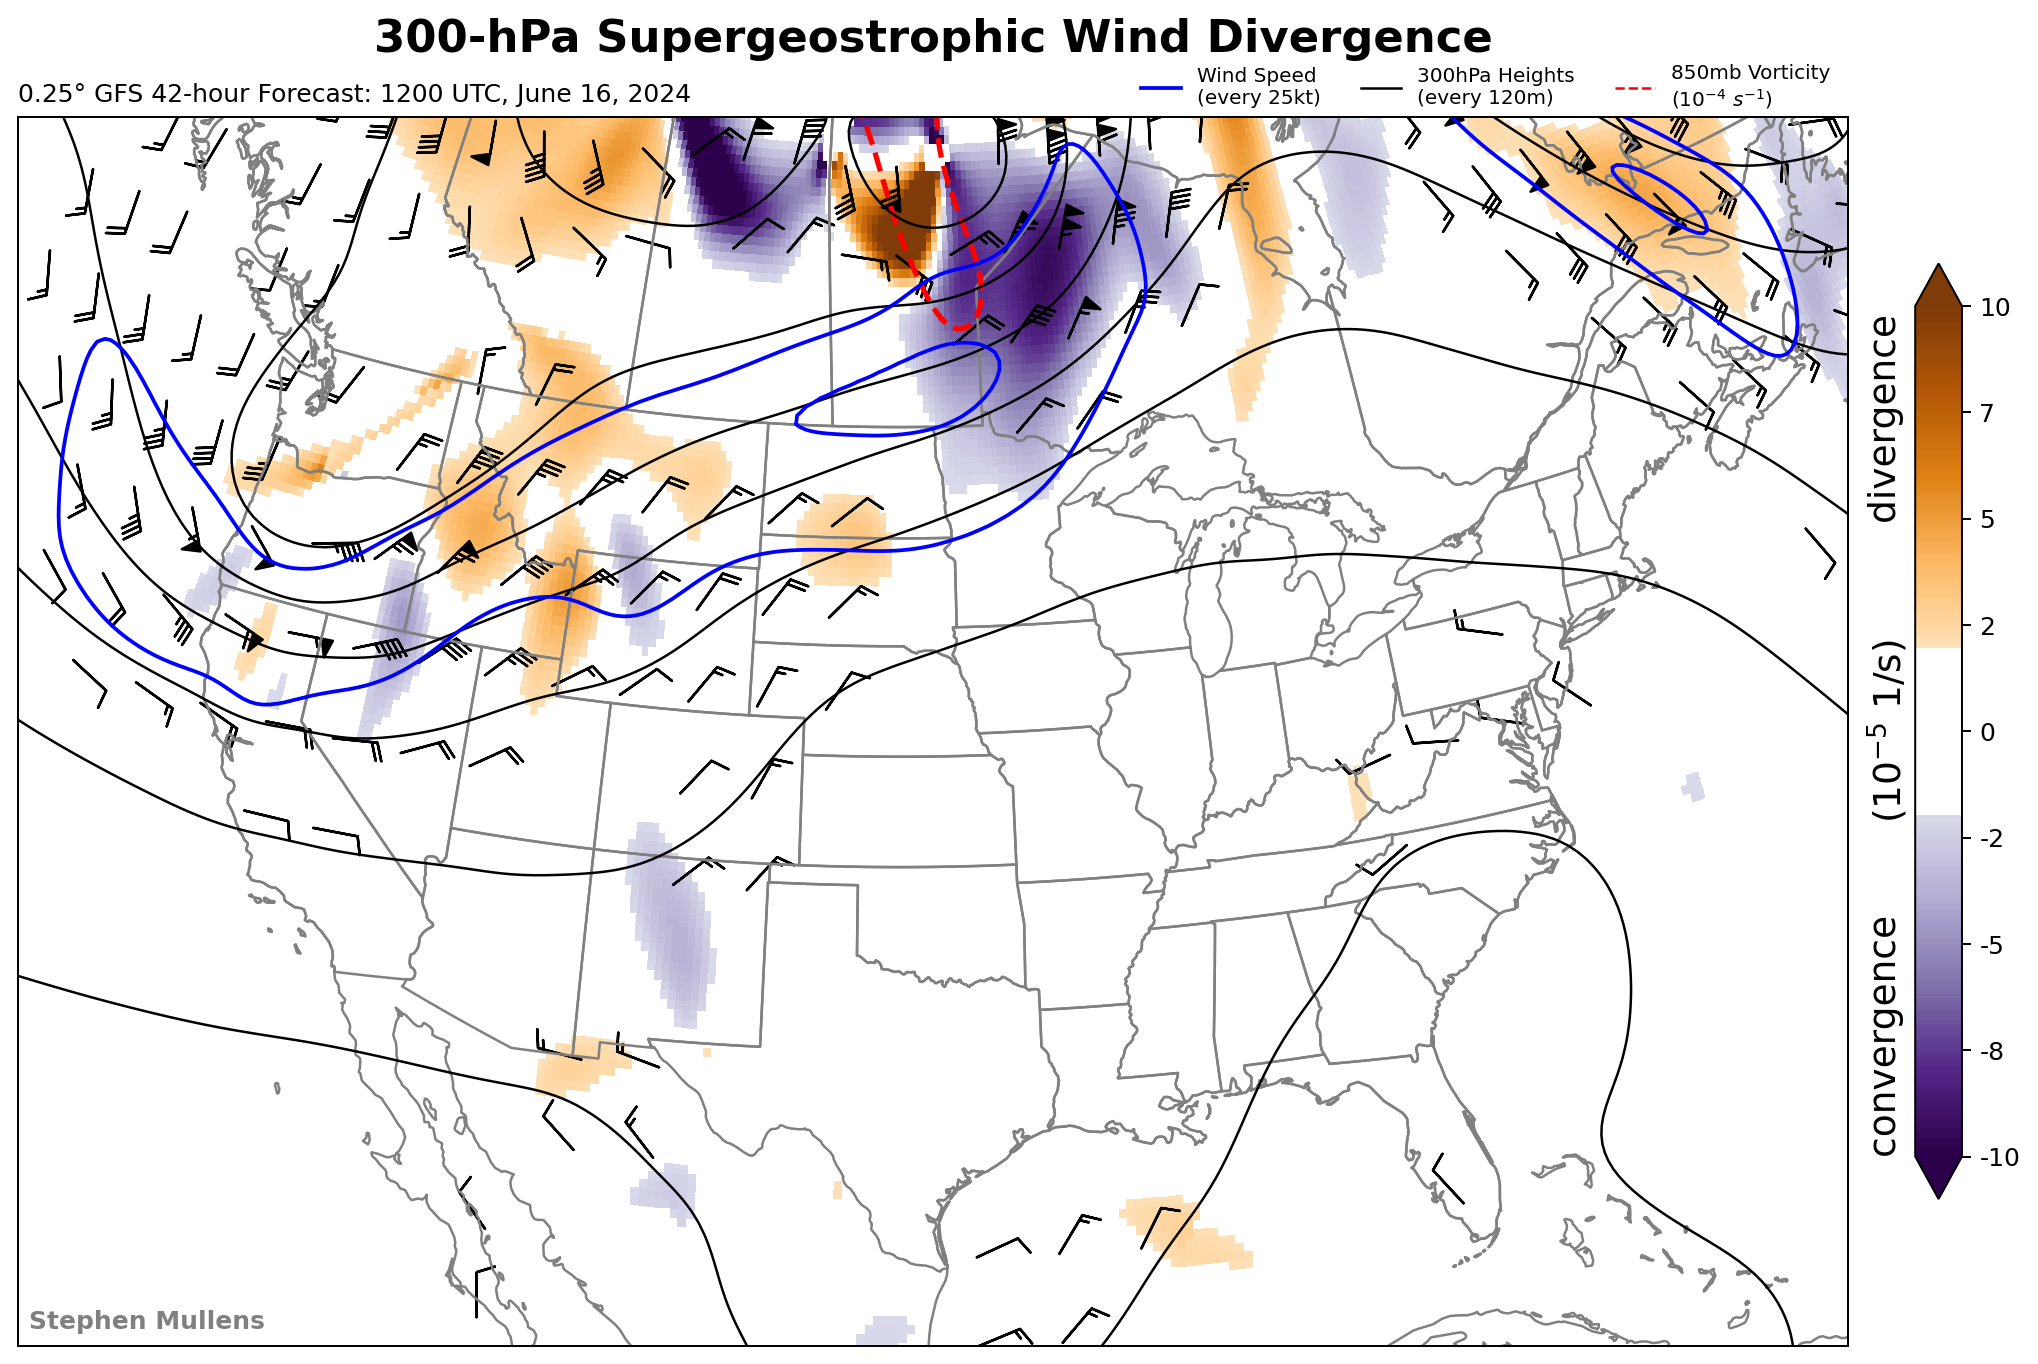 300-hPa Supergeostrophic Wind Divergence
0.25° GFS 42-hour Forecast: 1200 UTC, June 16, 2024
Wind Speed
(every 25kt)
300hPa Heights
(every 120m)
850mb Vorticity
(10⁻⁴ s⁻¹)
10
7
5
2
0
-2
-5
-8
-10
convergence (10⁻⁵ 1/s) divergence
Stephen Mullens